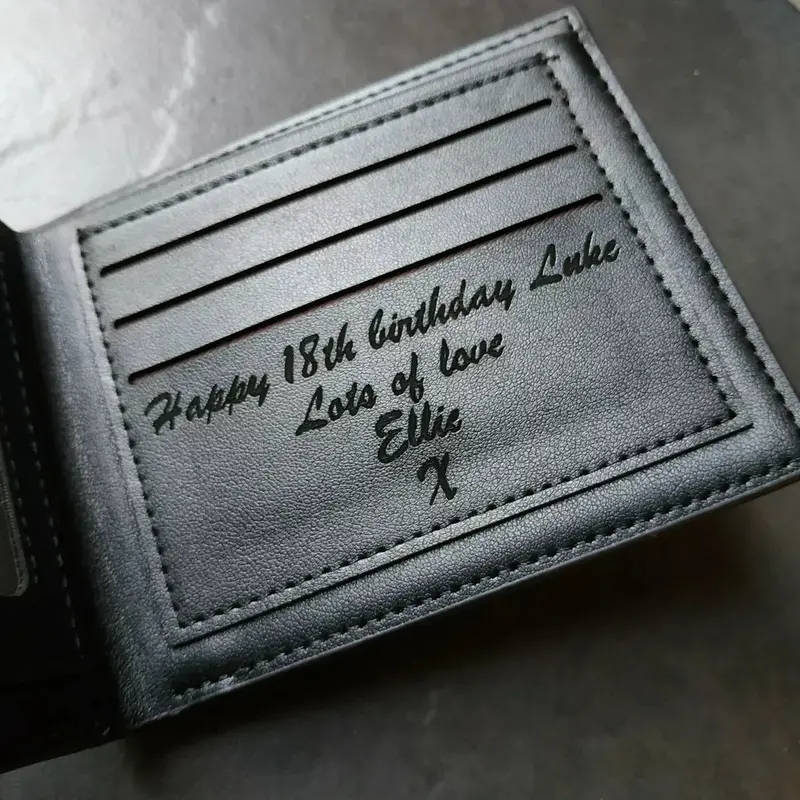 Happy 18th birthday Luke
Lots of love
Ellie
X